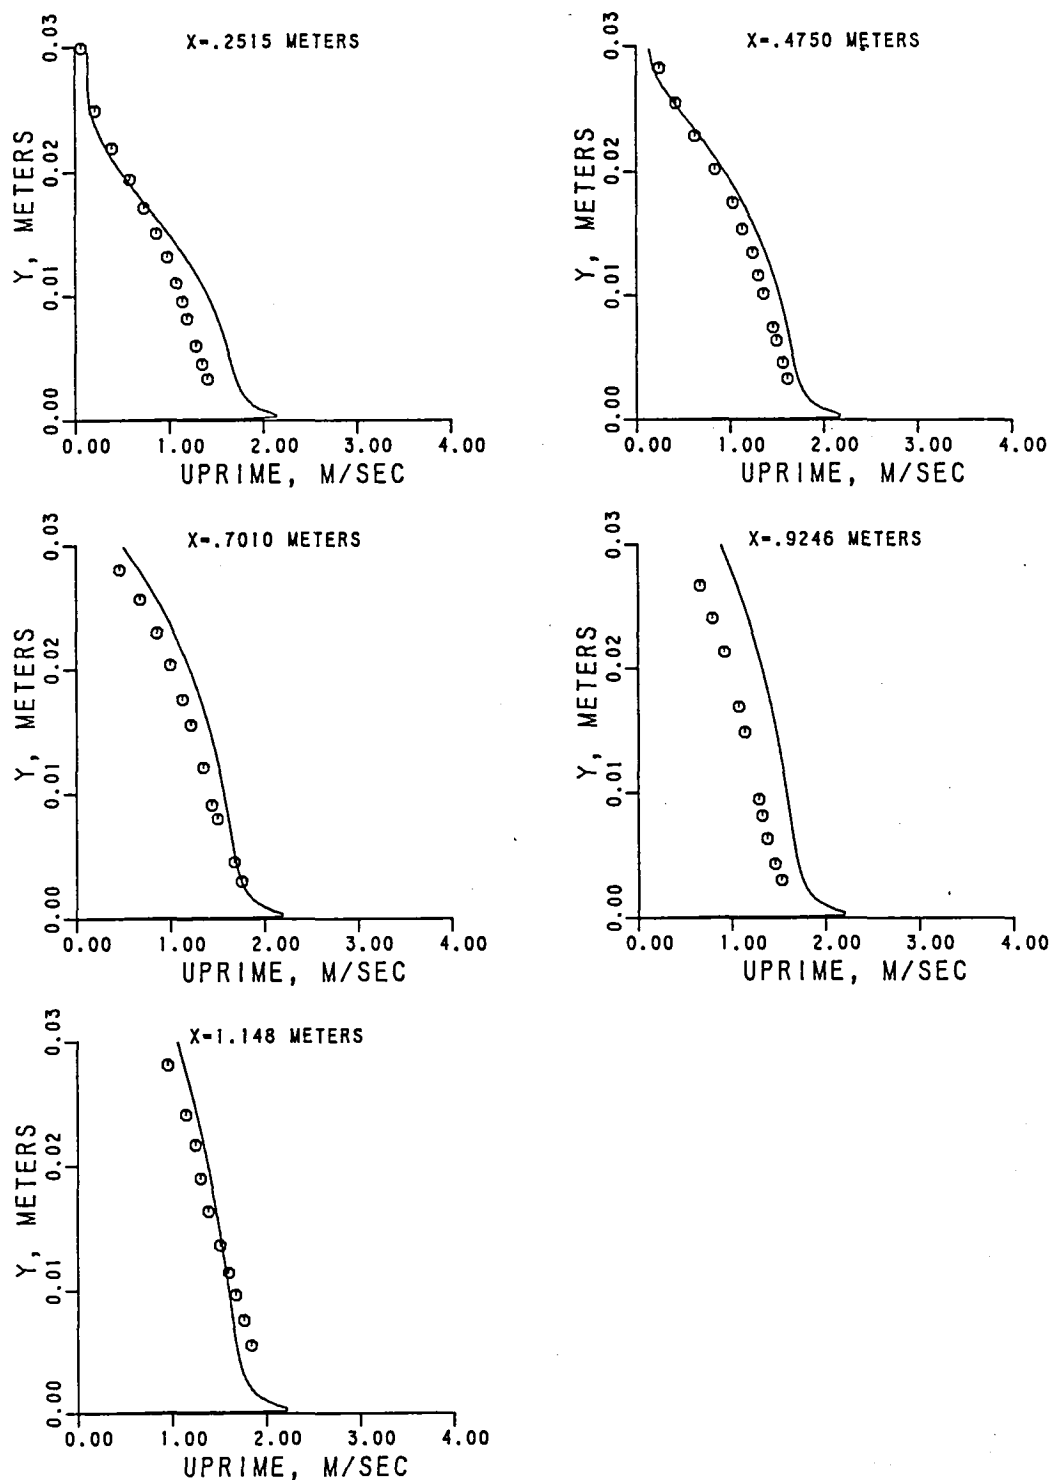 X=.2515 METERS
0.03
0.02
0.01
0.00
Y, METERS
0.00 1.00 2.00 3.00 4.00
UPRIME, M/SEC
X=.4750 METERS
0.03
0.02
0.01
0.00
Y, METERS
0.00 1.00 2.00 3.00 4.00
UPRIME, M/SEC
X=.7010 METERS
0.03
0.02
0.01
0.00
Y, METERS
0.00 1.00 2.00 3.00 4.00
UPRIME, M/SEC
X=.9246 METERS
0.03
0.02
0.01
0.00
Y, METERS
0.00 1.00 2.00 3.00 4.00
UPRIME, M/SEC
X=1.148 METERS
0.03
0.02
0.01
0.00
Y, METERS
0.00 1.00 2.00 3.00 4.00
UPRIME, M/SEC